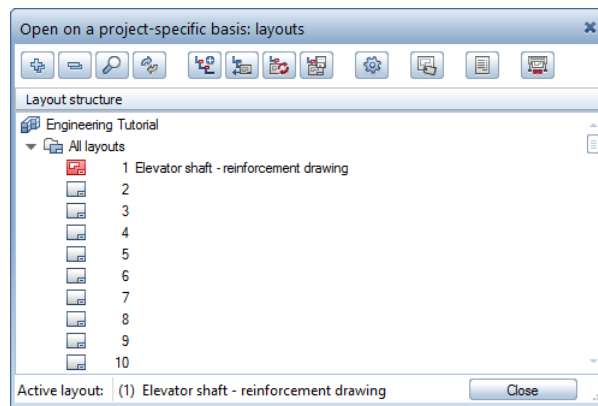 Open on a project-specific basis: layouts
Layout structure
Engineering Tutorial
All layouts
1 Elevator shaft - reinforcement drawing
2
3
4
5
6
7
8
9
10
Active layout: (1) Elevator shaft - reinforcement drawing Close